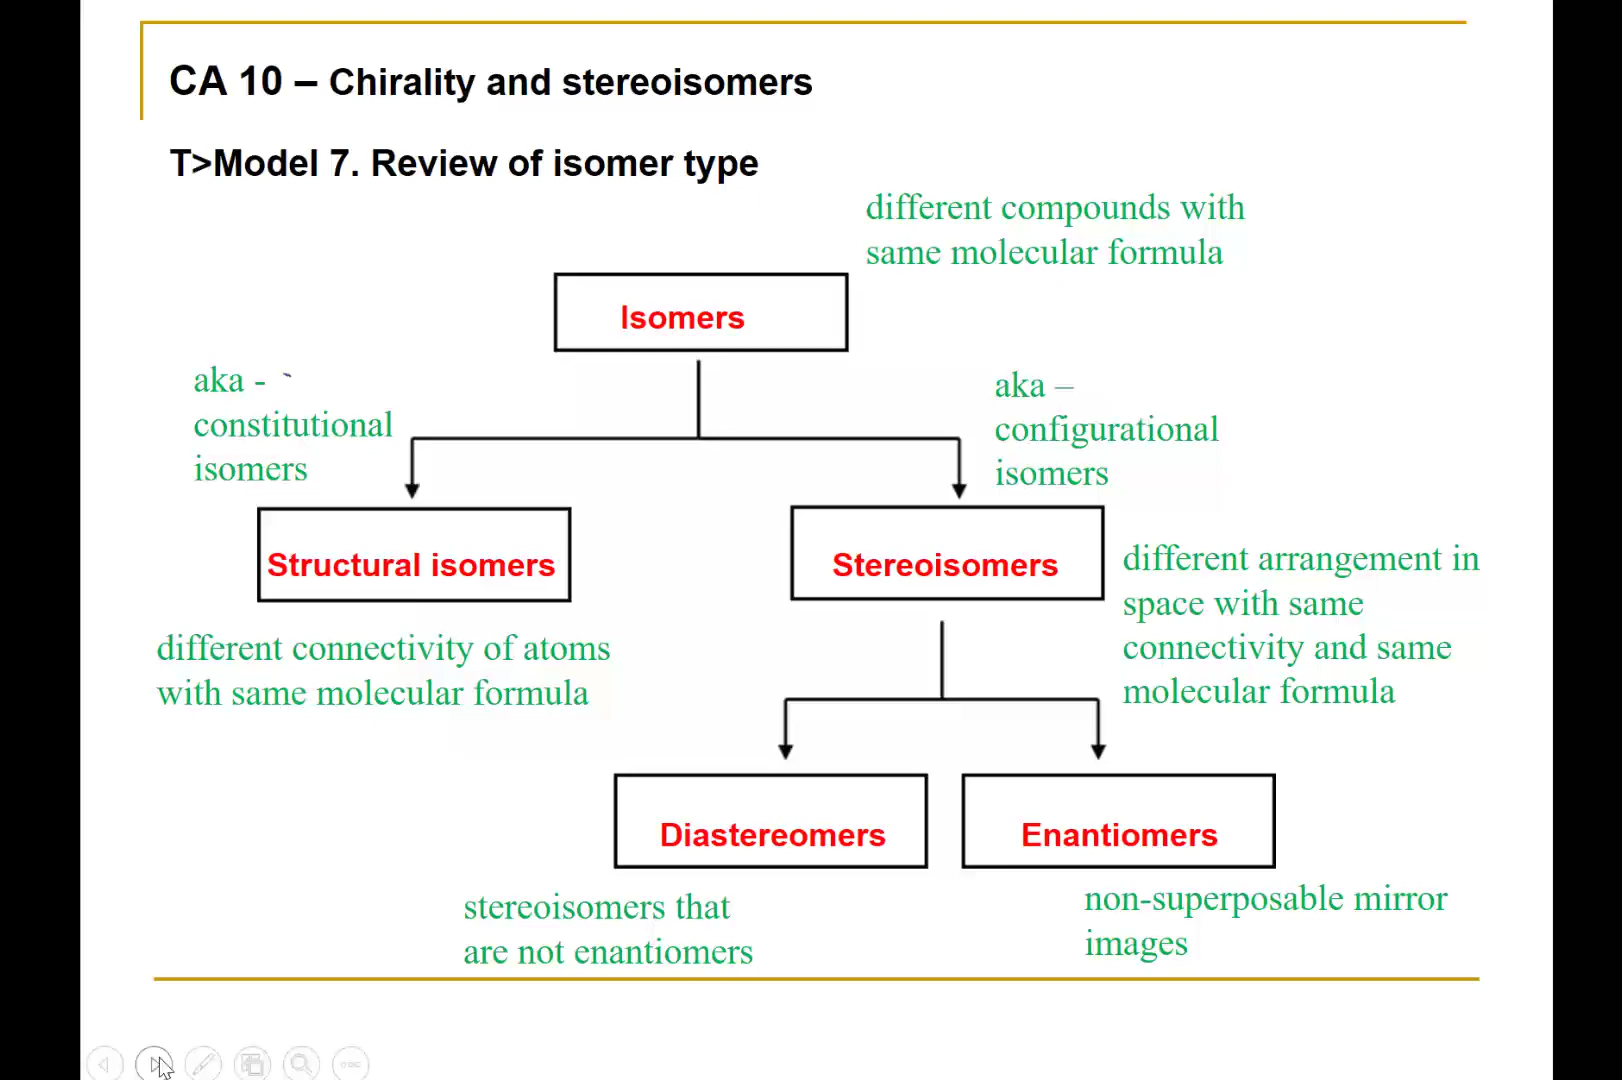 CA 10 – Chirality and stereoisomers
T>Model 7. Review of isomer type
different compounds with
same molecular formula
Isomers
aka -
constitutional
isomers
aka –
configurational
isomers
Structural isomers
Stereoisomers
different arrangement in
space with same
connectivity and same
molecular formula
different connectivity of atoms
with same molecular formula
Diastereomers
Enantiomers
stereoisomers that
are not enantiomers
non-superposable mirror
images